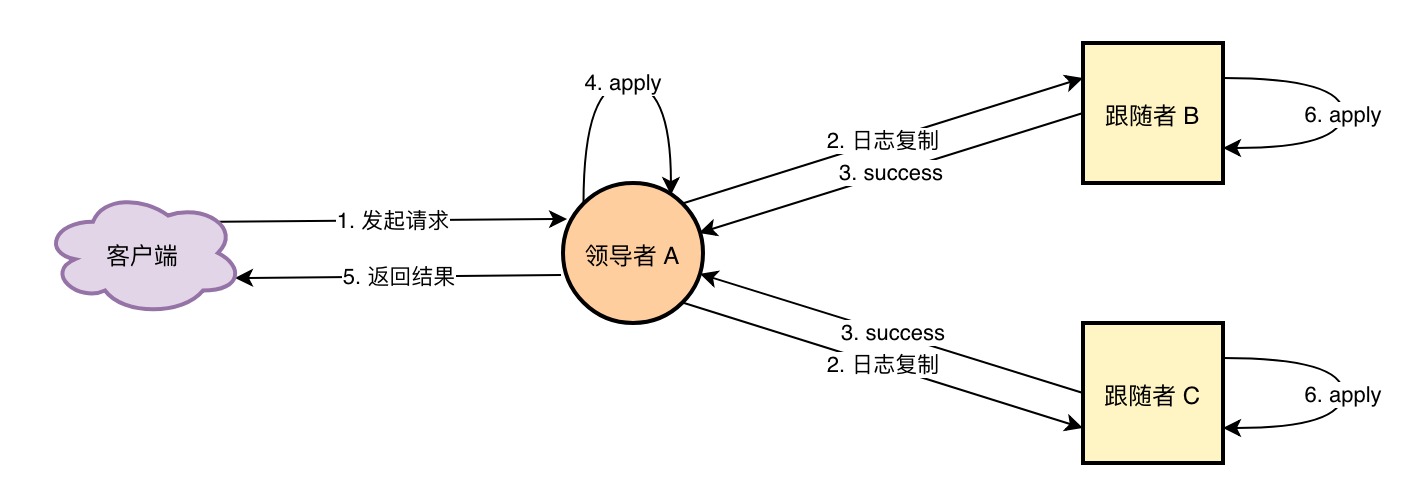 4. apply
跟随者 B
6. apply
2. 日志复制
3. success
1. 发起请求
客户端
领导者 A
5. 返回结果
3. success
2. 日志复制
跟随者 C
6. apply